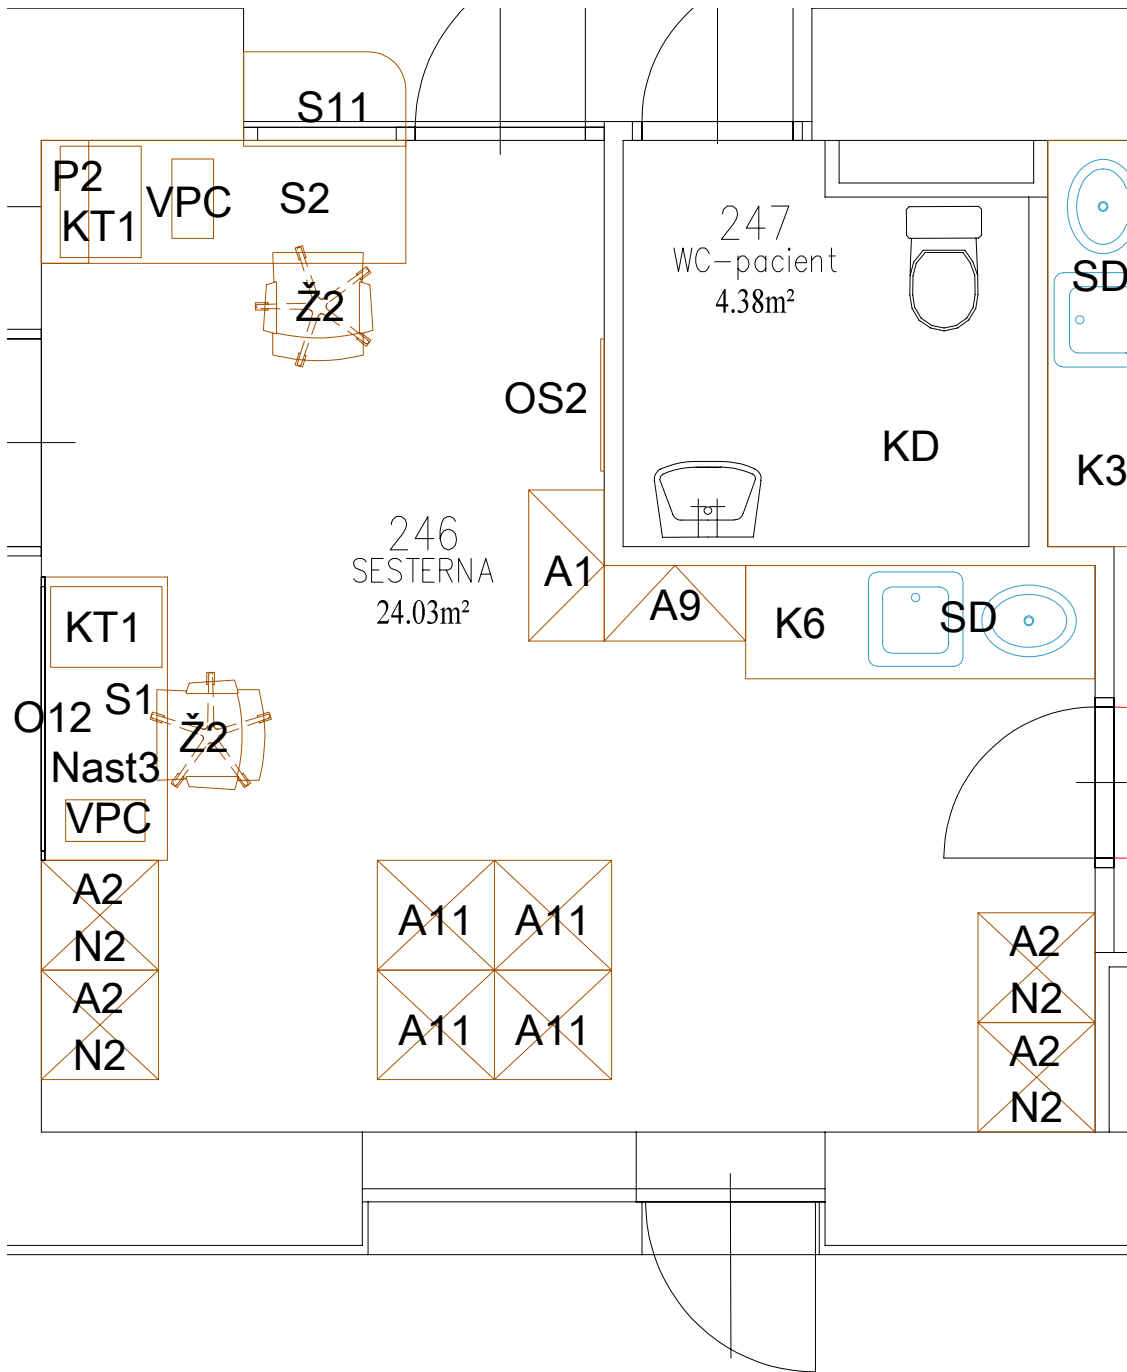 S11
P2
KT1
VPC
S2
247
WC-pacient
4.38m²
SD
Ž2
OS2
KD
K3
246
SESTERNA
24.03m²
A1
A9
K6
SD
KT1
S1
O12
Ž2
Nast3
VPC
A2
N2
A2
N2
A11
A11
A11
A11
A2
N2
A2
N2